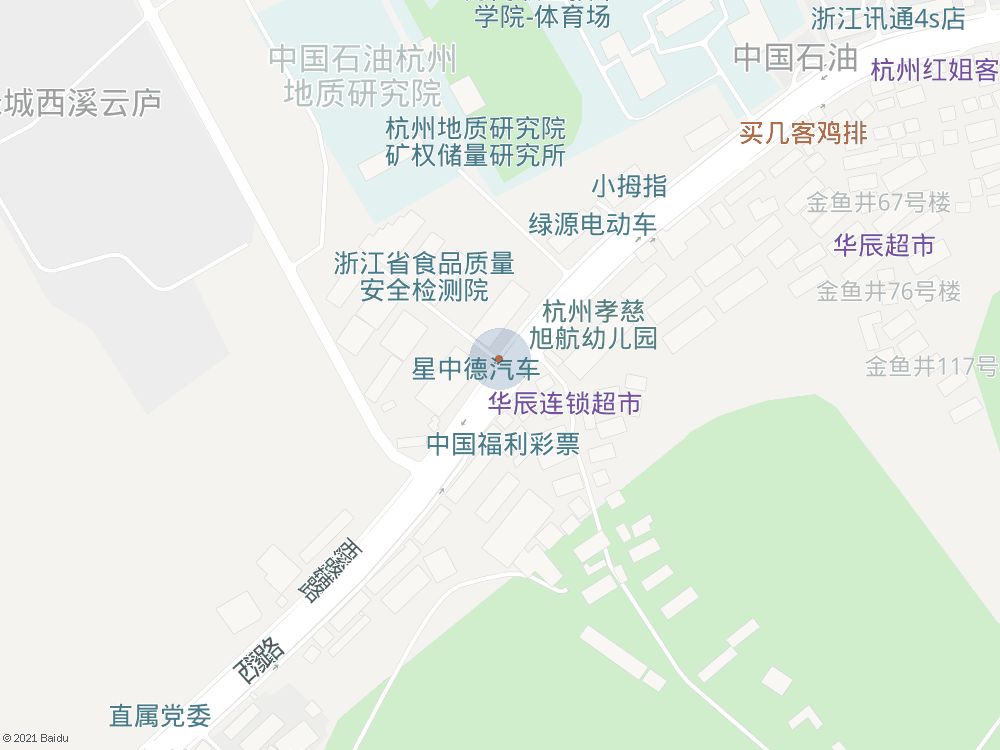 学院-体育场
浙江讯通4s店
中国石油杭州
地质研究院
中国石油
杭州红姐客
城西溪云庐
杭州地质研究院
矿权储量研究所
买几客鸡排
小拇指
绿源电动车
金鱼井67号楼
华辰超市
浙江省食品质量
安全检测院
金鱼井76号楼
杭州孝慈
旭航幼儿园
星中德汽车
金鱼井117号
华辰连锁超市
中国福利彩票
西溪路
直属党委
© 2021 Baidu